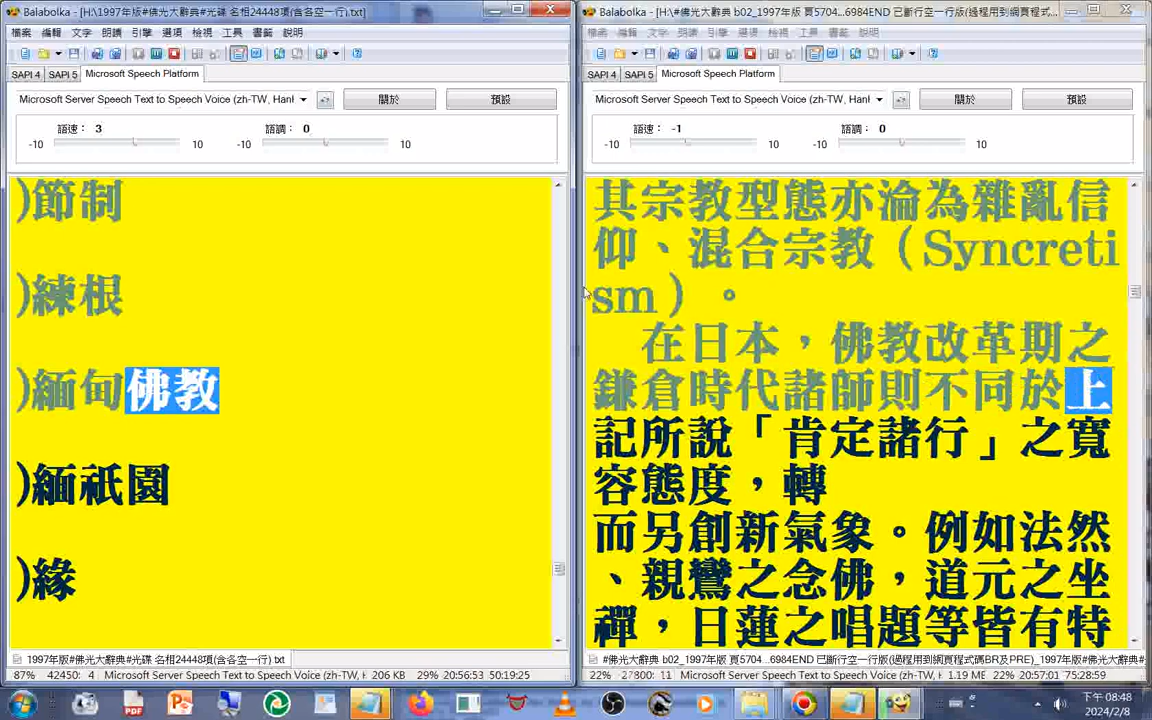 Balabolka - [H:\1997年版#佛光大辭典#光碟 名相24448項(含各空一行).txt]
檔案 編輯 文字 朗讀 引擎 選項 檢視 工具 書籤 說明
SAPI 4 SAPI 5 Microsoft Speech Platform
Microsoft Server Speech Text to Speech Voice (zh-TW, Han
關於 預設
語速： 3 語調： 0
-10 10 -10 10
)節制
)練根
)緬甸佛教
)緬祇園
)緣
1997年版#佛光大辭典#光碟 名相24448項(含各空一行) txt
87% 42450: 4 Microsoft Server Speech Text to Speech Voice (zh-TW, H 206 KB 29% 20:56:53 50:19:25
Balabolka - [H:\#佛光大辭典 b02_1997年版 頁5704...6984END 已斷行空一行版(過程用到網頁程式...
檔案 編輯 文字 朗讀 引擎 選項 檢視 工具 書籤 說明
SAPI 4 SAPI 5 Microsoft Speech Platform
Microsoft Server Speech Text to Speech Voice (zh-TW, Han
關於 預設
語速： -1 語調： 0
-10 10 -10 10
其宗教型態亦淪為雜亂信
仰、混合宗教（Syncreti
sm）。
在日本，佛教改革期之
鎌倉時代諸師則不同於上
記所說「肯定諸行」之寬
容態度，轉
而另創新氣象。例如法然
、親鸞之念佛，道元之坐
禪，日蓮之唱題等皆有特
#佛光大辭典 b02_1997年版 頁5704...6984END 已斷行空一行版(過程用到網頁程式碼BR及PRE)_1997年版#佛光大辭典#
22% 27800: 11 Microsoft Server Speech Text to Speech Voice (zh-TW, H 1.19 ME 22% 20:57:01 75:28:59
下午 08:48
2024/2/8